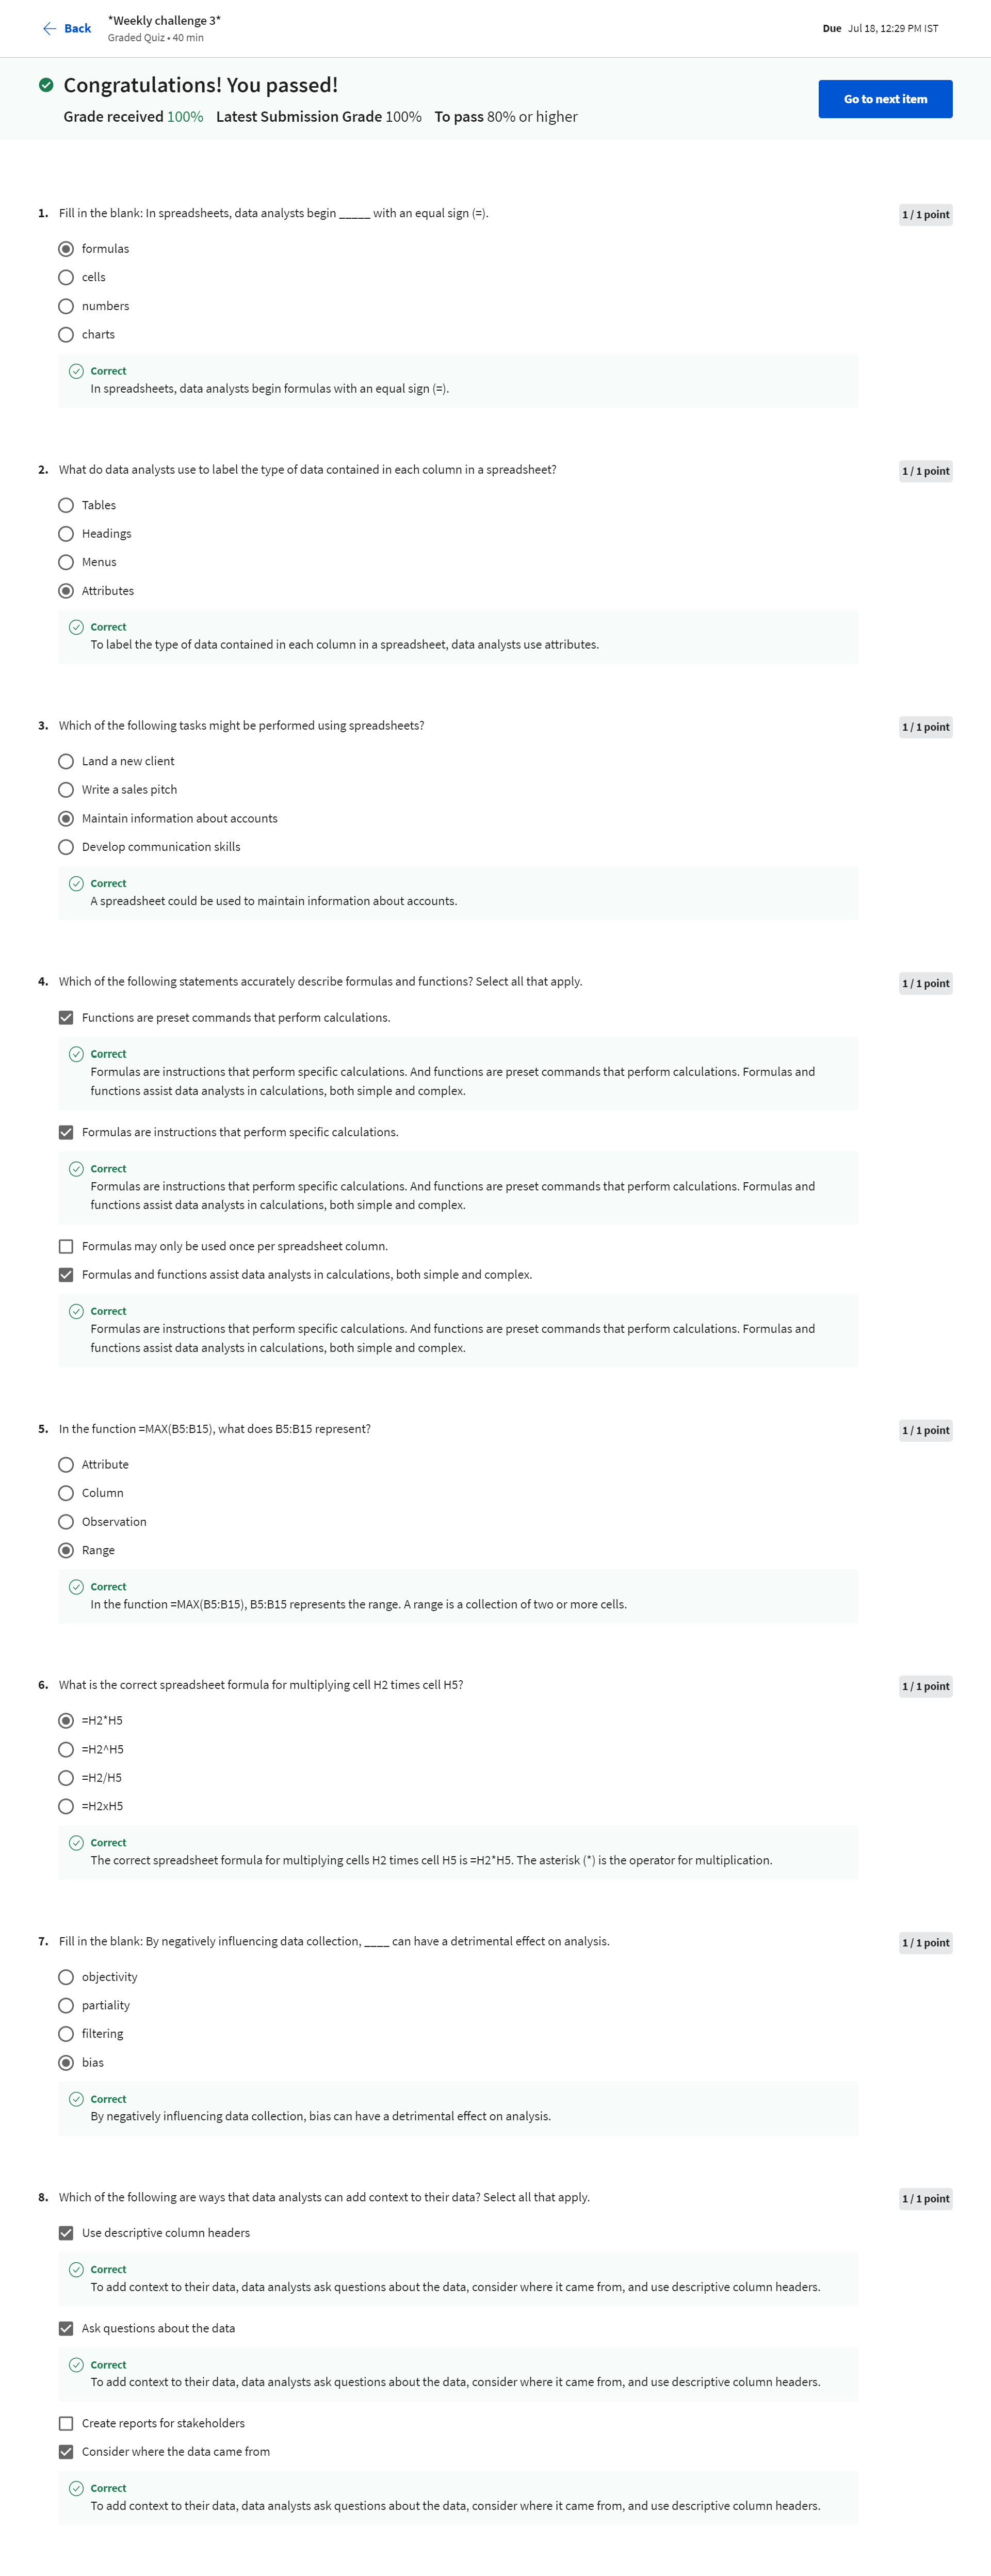 Back
*Weekly challenge 3*
Graded Quiz • 40 min
Due Jul 18, 12:29 PM IST
Congratulations! You passed!
Grade received 100% Latest Submission Grade 100% To pass 80% or higher
Go to next item
1. Fill in the blank: In spreadsheets, data analysts begin _____ with an equal sign (=).
1 / 1 point
formulas
cells
numbers
charts
Correct
In spreadsheets, data analysts begin formulas with an equal sign (=).
2. What do data analysts use to label the type of data contained in each column in a spreadsheet?
1 / 1 point
Tables
Headings
Menus
Attributes
Correct
To label the type of data contained in each column in a spreadsheet, data analysts use attributes.
3. Which of the following tasks might be performed using spreadsheets?
1 / 1 point
Land a new client
Write a sales pitch
Maintain information about accounts
Develop communication skills
Correct
A spreadsheet could be used to maintain information about accounts.
4. Which of the following statements accurately describe formulas and functions? Select all that apply.
1 / 1 point
Functions are preset commands that perform calculations.
Correct
Formulas are instructions that perform specific calculations. And functions are preset commands that perform calculations. Formulas and
functions assist data analysts in calculations, both simple and complex.
Formulas are instructions that perform specific calculations.
Correct
Formulas are instructions that perform specific calculations. And functions are preset commands that perform calculations. Formulas and
functions assist data analysts in calculations, both simple and complex.
Formulas may only be used once per spreadsheet column.
Formulas and functions assist data analysts in calculations, both simple and complex.
Correct
Formulas are instructions that perform specific calculations. And functions are preset commands that perform calculations. Formulas and
functions assist data analysts in calculations, both simple and complex.
5. In the function =MAX(B5:B15), what does B5:B15 represent?
1 / 1 point
Attribute
Column
Observation
Range
Correct
In the function =MAX(B5:B15), B5:B15 represents the range. A range is a collection of two or more cells.
6. What is the correct spreadsheet formula for multiplying cell H2 times cell H5?
1 / 1 point
=H2*H5
=H2^H5
=H2/H5
=H2xH5
Correct
The correct spreadsheet formula for multiplying cells H2 times cell H5 is =H2*H5. The asterisk (*) is the operator for multiplication.
7. Fill in the blank: By negatively influencing data collection, ____ can have a detrimental effect on analysis.
1 / 1 point
objectivity
partiality
filtering
bias
Correct
By negatively influencing data collection, bias can have a detrimental effect on analysis.
8. Which of the following are ways that data analysts can add context to their data? Select all that apply.
1 / 1 point
Use descriptive column headers
Correct
To add context to their data, data analysts ask questions about the data, consider where it came from, and use descriptive column headers.
Ask questions about the data
Correct
To add context to their data, data analysts ask questions about the data, consider where it came from, and use descriptive column headers.
Create reports for stakeholders
Consider where the data came from
Correct
To add context to their data, data analysts ask questions about the data, consider where it came from, and use descriptive column headers.